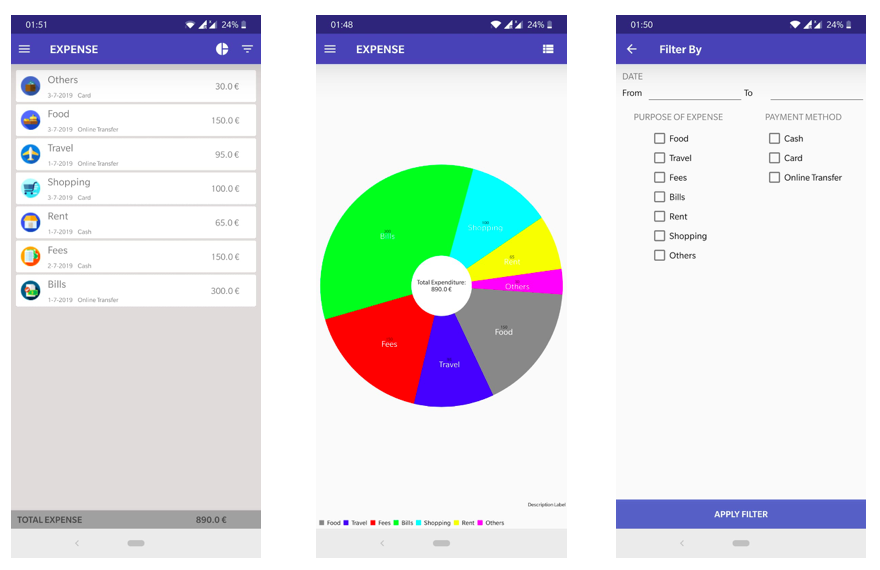 01:51 24%
EXPENSE
Others
30.0 €
3-7-2019 Card
Food
150.0 €
3-7-2019 Online Transfer
Travel
95.0 €
1-7-2019 Online Transfer
Shopping
100.0 €
3-7-2019 Card
Rent
65.0 €
1-7-2019 Cash
Fees
150.0 €
2-7-2019 Cash
Bills
300.0 €
1-7-2019 Online Transfer
TOTAL EXPENSE 890.0 €
01:48 24%
EXPENSE
Bills
100
Shopping
65
Others
Total Expenditure:
890.0 €
150
Food
Fees
Travel
Description Label
Food Travel Fees Bills Shopping Rent Others
01:50 24%
Filter By
DATE
From To
PURPOSE OF EXPENSE PAYMENT METHOD
Food Cash
Travel Card
Fees Online Transfer
Bills
Rent
Shopping
Others
APPLY FILTER